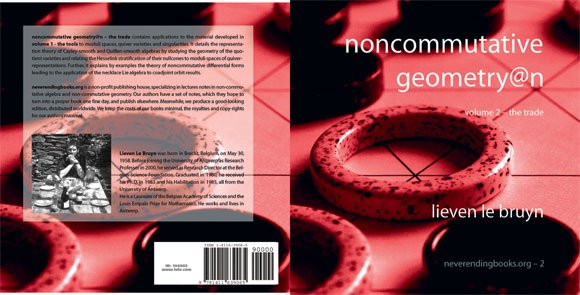 noncommutative geometry@n – the trade contains applications to the material developed in
volume 1 – the tools to moduli spaces, quiver varieties and singularities. It details the representa-
tion theory of Cayley-smooth and Quillen-smooth algebras by studying the geometry of the quo-
tient varieties and relating the Hesselink stratification of their nullcones to moduli spaces of quiver-
representations. Further, it explains by examples the theory of noncommutative differential forms
leading to the application of the necklace Lie algebra to coadjoint orbit results.
neverendingbooks.org is a non-profit publishing house, specializing in lectures notes in non-commu-
tative algebra and non-commutative geometry. Our authors have a set of notes, which they hope to
turn into a proper book one fine day, and publish elsewhere. Meanwhile, we produce a good-looking
edition, distributed worldwide. We keep the costs of our books minimal, the royalties and copy-rights
for our authors maximal.
Lieven Le Bruyn was born in Brecht, Belgium, on May 30,
1958. Before joining the University of Antwerp as Research
Professor in 2000, he served as Research Director at the Bel-
gian Science Foundation. Graduated in 1980, he received
his Ph.D. in 1983 and his Habilitation in 1985, all from the
University of Antwerp.
He is a Laureate of the Belgian Academy of Sciences and the
Louis Empain Prize for Mathematics. He works and lives in
Antwerp.
www.lulu.com
90000
noncommutative
geometry@n
volume 2 – the trade
lieven le bruyn
neverendingbooks.org – 2